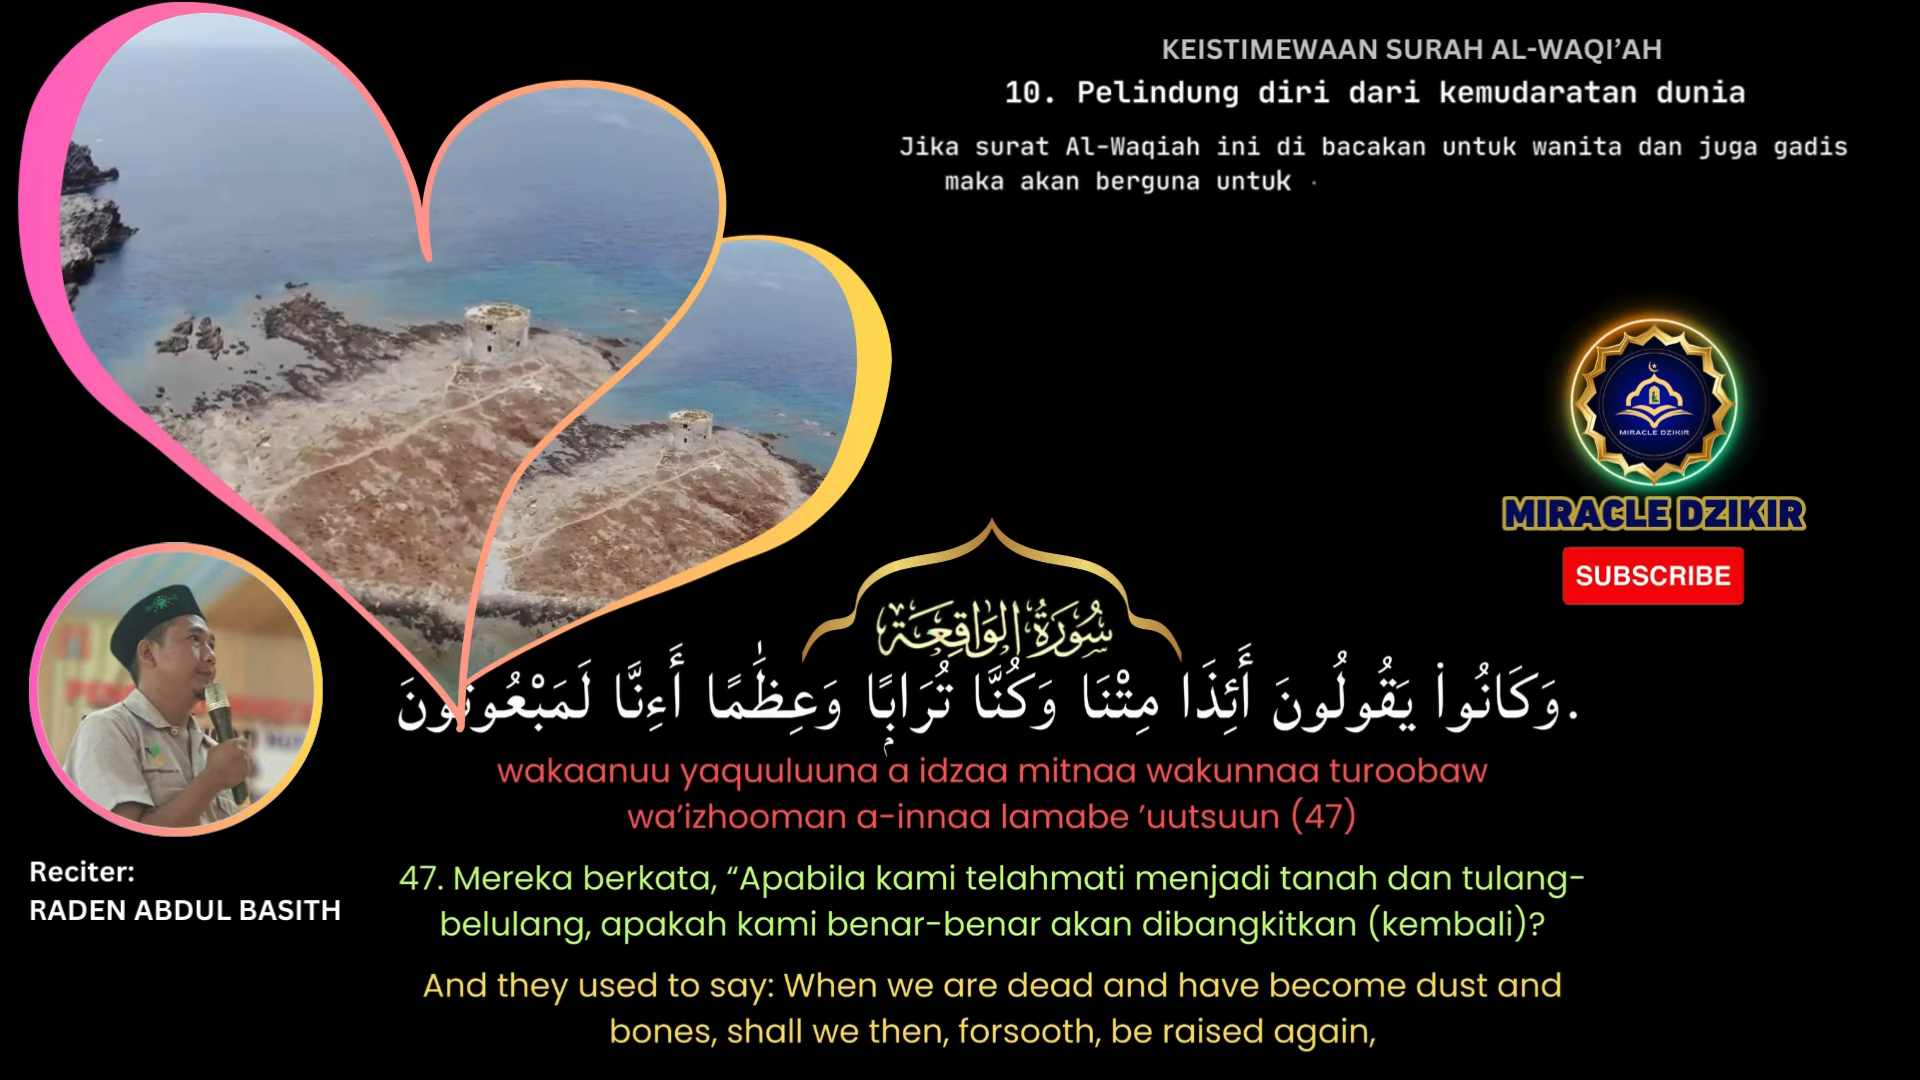 KEISTIMEWAAN SURAH AL-WAQI’AH
10. Pelindung diri dari kemudaratan dunia
Jika surat Al-Waqiah ini di bacakan untuk wanita dan juga gadis
maka akan berguna untuk
MIRACLE DZIKIR
MIRACLE DZIKIR
SUBSCRIBE
سُوْرَةُ الوَاقِعَة
وَكَانُوا۟ يَقُولُونَ أَئِذَا مِتْنَا وَكُنَّا تُرَابًۭا وَعِظَٰمًا أَءِنَّا لَمَبْعُوثُونَ.
wakaanuu yaquuluuna a idzaa mitnaa wakunnaa turoobaw
wa’izhooman a-innaa lamabe ’uutsuun (47)
Reciter:
RADEN ABDUL BASITH
47. Mereka berkata, “Apabila kami telahmati menjadi tanah dan tulang-
belulang, apakah kami benar-benar akan dibangkitkan (kembali)?
And they used to say: When we are dead and have become dust and
bones, shall we then, forsooth, be raised again,